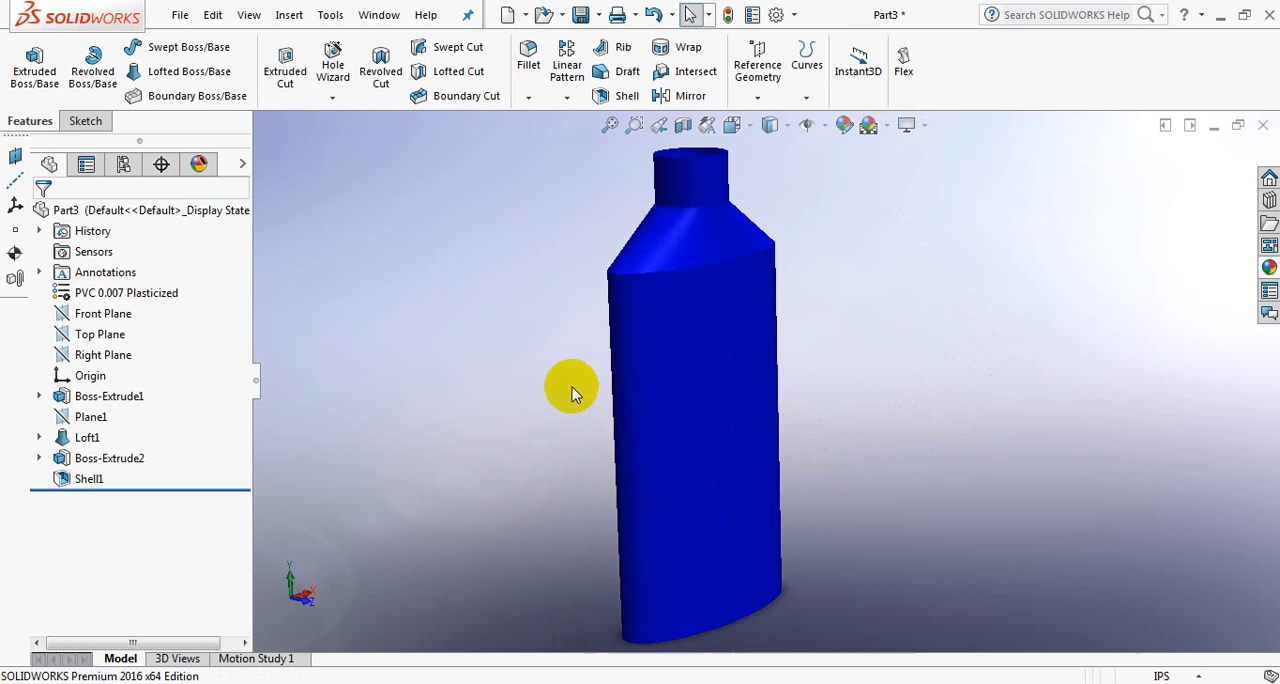 SOLIDWORKS File Edit View Insert Tools Window Help Part3 * Search SOLIDWORKS Help ?
Extruded Boss/Base
Revolved Boss/Base
Swept Boss/Base
Lofted Boss/Base
Boundary Boss/Base
Extruded Cut
Hole Wizard
Revolved Cut
Swept Cut
Lofted Cut
Boundary Cut
Fillet
Linear Pattern
Rib
Draft
Shell
Wrap
Intersect
Mirror
Reference Geometry
Curves
Instant3D
Flex
Features Sketch
Part3 (Default<<Default>_Display State
History
Sensors
A Annotations
PVC 0.007 Plasticized
Front Plane
Top Plane
Right Plane
Origin
Boss-Extrude1
Plane1
Loft1
Boss-Extrude2
Shell1
Y
X
Z
Model 3D Views Motion Study 1
SOLIDWORKS Premium 2016 x64 Edition IPS